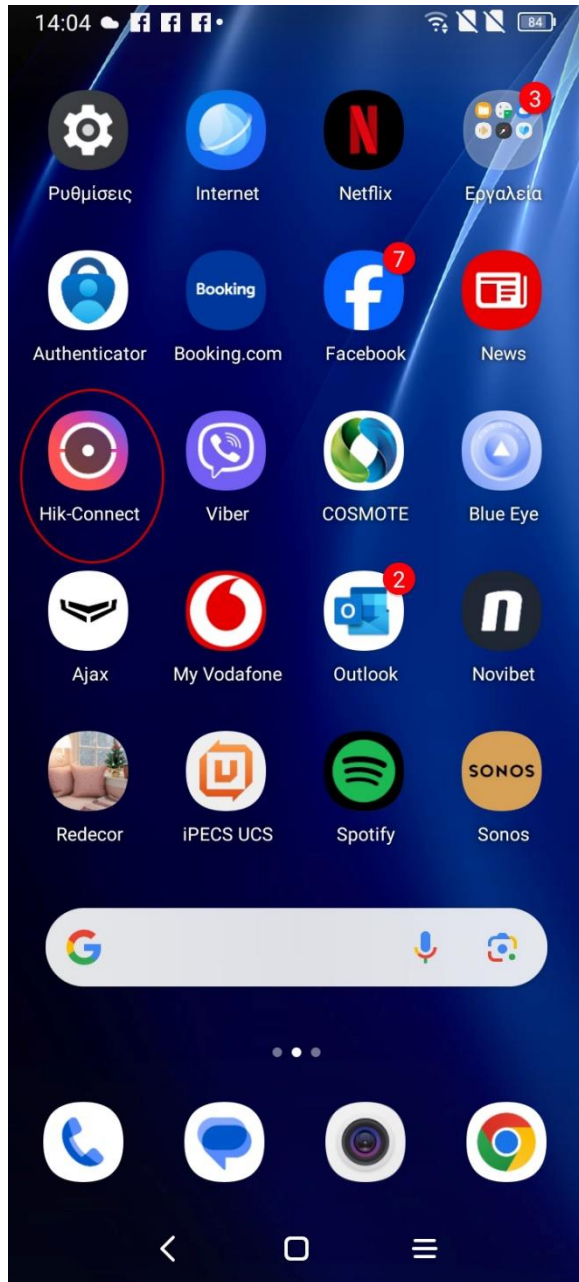 14:04
84
3
Ρυθμίσεις Internet Netflix Εργαλεία
Booking
7
Authenticator Booking.com Facebook News
Hik-Connect Viber COSMOTE Blue Eye
2
Ajax My Vodafone Outlook Novibet
SONOS
Redecor iPECS UCS Spotify Sonos